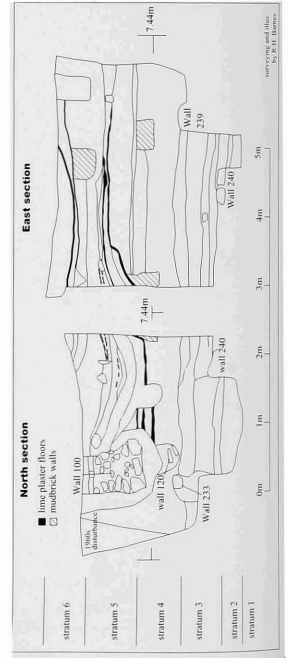 North section
East section
lime plaster floors
mudbrick walls
1960s
disturbance
Wall 100
wall 120
Wall 233
wall 240
7.44m
7.44m
Wall
239
Wall 240
stratum 6
stratum 5
stratum 4
stratum 3
stratum 2
stratum 1
0m
1m
2m
3m
4m
5m
surveying and illus
by R.H. Barnes